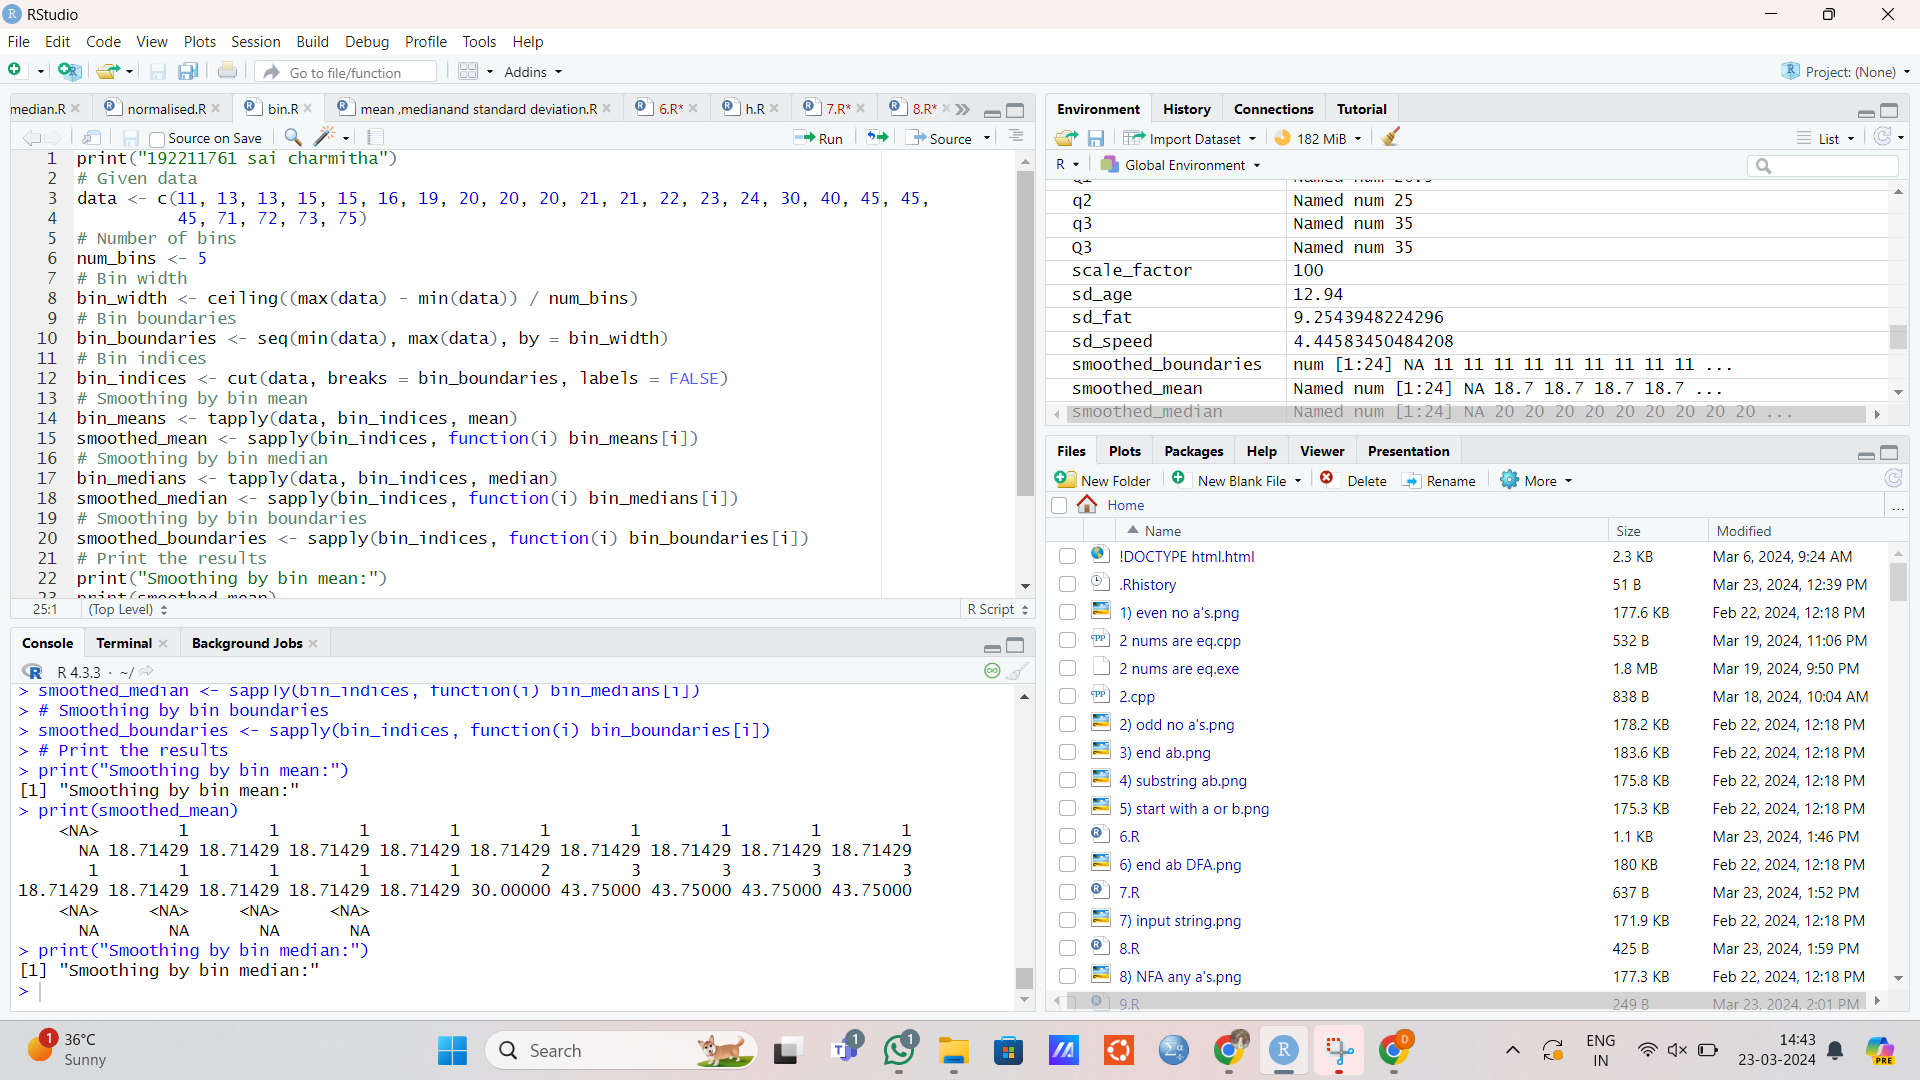 RStudio
File Edit Code View Plots Session Build Debug Profile Tools Help
Go to file/function Addins Project: (None)
median.R normalised.R bin.R mean ,medianand standard deviation.R 6.R* h.R 7.R* 8.R*
Source on Save Run Source
1 print("192211761 sai charmitha")
2 # Given data
3 data <- c(11, 13, 13, 15, 15, 16, 19, 20, 20, 20, 21, 21, 22, 23, 24, 30, 40, 45, 45,
4 45, 71, 72, 73, 75)
5 # Number of bins
6 num_bins <- 5
7 # Bin width
8 bin_width <- ceiling((max(data) - min(data)) / num_bins)
9 # Bin boundaries
10 bin_boundaries <- seq(min(data), max(data), by = bin_width)
11 # Bin indices
12 bin_indices <- cut(data, breaks = bin_boundaries, labels = FALSE)
13 # Smoothing by bin mean
14 bin_means <- tapply(data, bin_indices, mean)
15 smoothed_mean <- sapply(bin_indices, function(i) bin_means[i])
16 # Smoothing by bin median
17 bin_medians <- tapply(data, bin_indices, median)
18 smoothed_median <- sapply(bin_indices, function(i) bin_medians[i])
19 # Smoothing by bin boundaries
20 smoothed_boundaries <- sapply(bin_indices, function(i) bin_boundaries[i])
21 # Print the results
22 print("Smoothing by bin mean:")
23 print(smoothed_mean)
25:1 (Top Level) R Script
Console Terminal Background Jobs
R 4.3.3 · ~/
> smoothed_median <- sapply(bin_indices, function(i) bin_medians[i])
> # Smoothing by bin boundaries
> smoothed_boundaries <- sapply(bin_indices, function(i) bin_boundaries[i])
> # Print the results
> print("Smoothing by bin mean:")
[1] "Smoothing by bin mean:"
> print(smoothed_mean)
<NA> 1 1 1 1 1 1 1 1 1
NA 18.71429 18.71429 18.71429 18.71429 18.71429 18.71429 18.71429 18.71429 18.71429
1 1 1 1 1 2 3 3 3 3
18.71429 18.71429 18.71429 18.71429 18.71429 30.00000 43.75000 43.75000 43.75000 43.75000
<NA> <NA> <NA> <NA>
NA NA NA NA
> print("Smoothing by bin median:")
[1] "Smoothing by bin median:"
>
Environment History Connections Tutorial
Import Dataset 182 MiB List
R Global Environment
q2 Named num 25
q3 Named num 35
Q3 Named num 35
scale_factor 100
sd_age 12.94
sd_fat 9.2543948224296
sd_speed 4.44583450484208
smoothed_boundaries num [1:24] NA 11 11 11 11 11 11 11 11 11 ...
smoothed_mean Named num [1:24] NA 18.7 18.7 18.7 18.7 ...
smoothed_median Named num [1:24] NA 20 20 20 20 20 20 20 20 20 ...
Files Plots Packages Help Viewer Presentation
New Folder New Blank File Delete Rename More
Home ...
Name Size Modified
!DOCTYPE html.html 2.3 KB Mar 6, 2024, 9:24 AM
.Rhistory 51 B Mar 23, 2024, 12:39 PM
1) even no a's.png 177.6 KB Feb 22, 2024, 12:18 PM
2 nums are eq.cpp 532 B Mar 19, 2024, 11:06 PM
2 nums are eq.exe 1.8 MB Mar 19, 2024, 9:50 PM
2.cpp 838 B Mar 18, 2024, 10:04 AM
2) odd no a's.png 178.2 KB Feb 22, 2024, 12:18 PM
3) end ab.png 183.6 KB Feb 22, 2024, 12:18 PM
4) substring ab.png 175.8 KB Feb 22, 2024, 12:18 PM
5) start with a or b.png 175.3 KB Feb 22, 2024, 12:18 PM
6.R 1.1 KB Mar 23, 2024, 1:46 PM
6) end ab DFA.png 180 KB Feb 22, 2024, 12:18 PM
7.R 637 B Mar 23, 2024, 1:52 PM
7) input string.png 171.9 KB Feb 22, 2024, 12:18 PM
8.R 425 B Mar 23, 2024, 1:59 PM
8) NFA any a's.png 177.3 KB Feb 22, 2024, 12:18 PM
9.R 249 B Mar 23, 2024, 2:01 PM
1 36°C
Sunny
Search
1 1 D
ENG
IN
14:43
23-03-2024
PRE